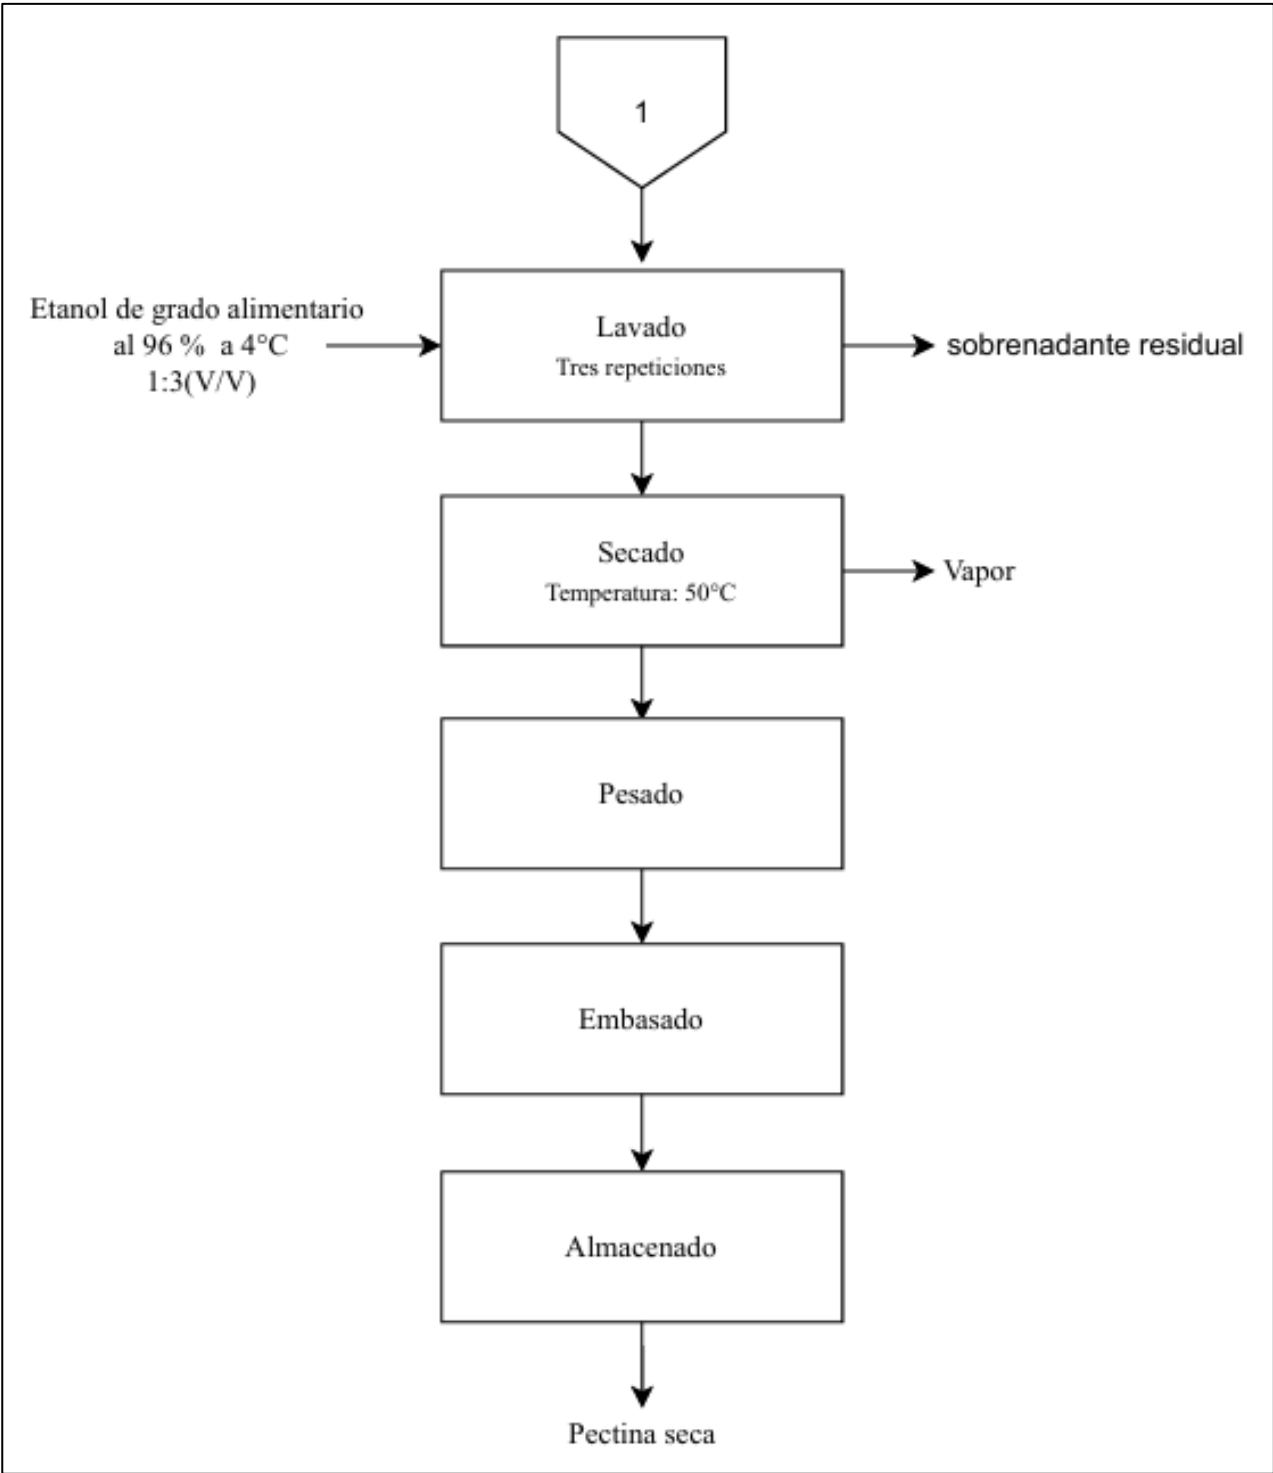 1
Etanol de grado alimentario
al 96 % a 4°C
1:3(V/V)
Lavado
Tres repeticiones
sobrenadante residual
Secado
Temperatura: 50°C
Vapor
Pesado
Embasado
Almacenado
Pectina seca